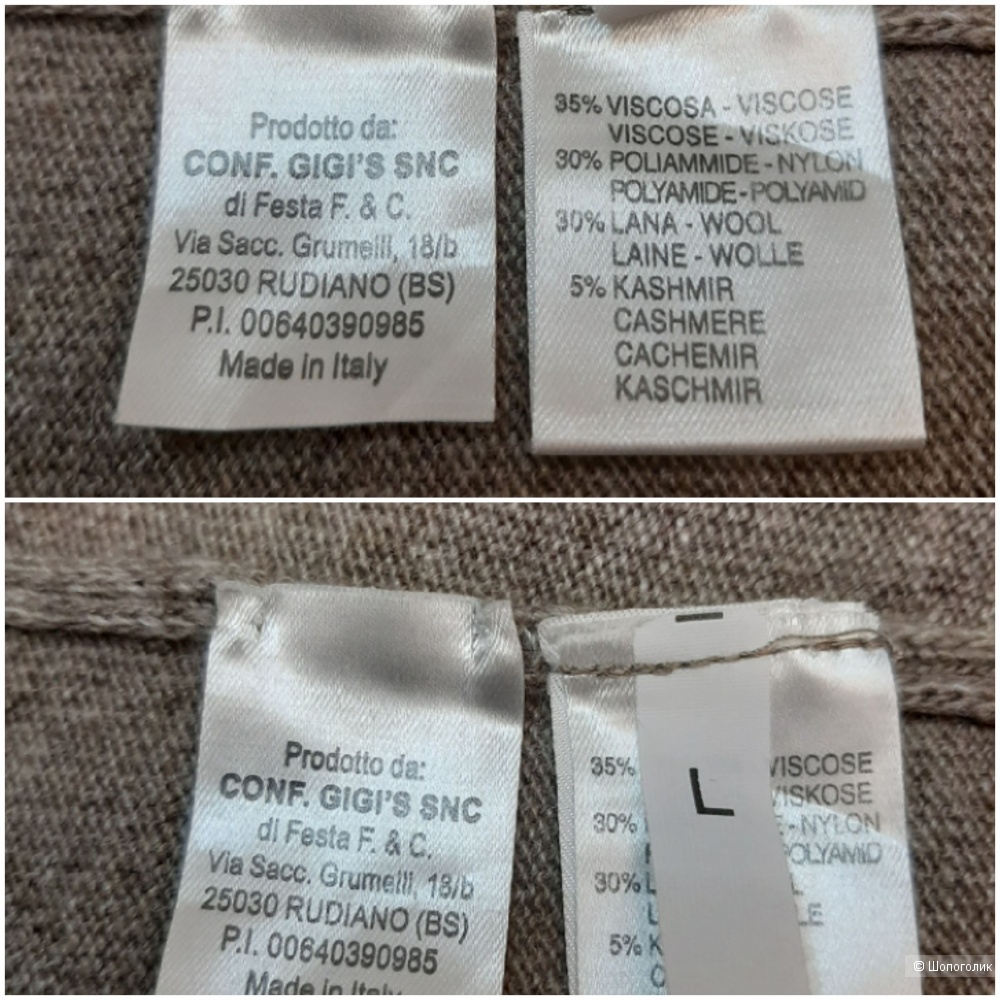 Prodotto da:
CONF. GIGI'S SNC
di Festa F. & C.
Via Sacc. Grumelli, 18/b
25030 RUDIANO (BS)
P.I. 00640390985
Made in Italy
35% VISCOSA - VISCOSE
VISCOSE - VISKOSE
30% POLIAMMIDE - NYLON
POLYAMIDE - POLYAMID
30% LANA - WOOL
LAINE - WOLLE
5% KASHMIR
CASHMERE
CACHEMIR
KASCHMIR
Prodotto da:
CONF. GIGI'S SNC
di Festa F. & C.
Via Sacc. Grumelli, 18/b
25030 RUDIANO (BS)
P.I. 00640390985
Made in Italy
L
35% VISCOSE
VISKOSE
30% - NYLON
POLYAMID
30%
5% K
© Шопоголик